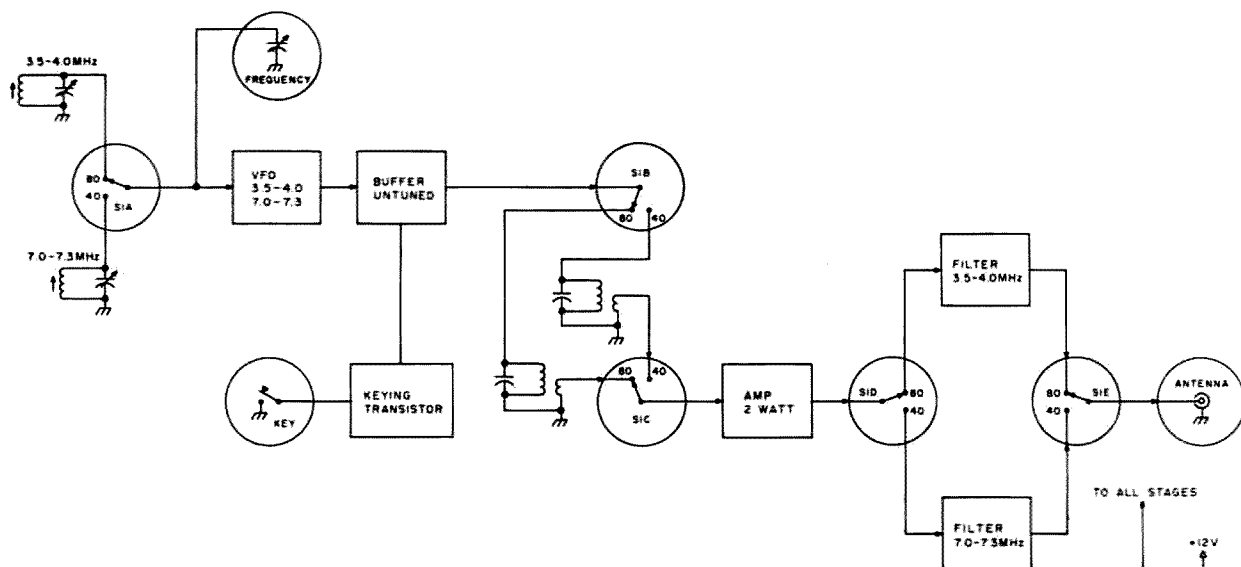 3.5-4.0MHz
FREQUENCY
80
40
S1A
VFO
3.5-4.0
7.0-7.3
BUFFER
UNTUNED
S1B
80
40
7.0-7.3MHz
FILTER
3.5-4.0MHz
KEY
KEYING
TRANSISTOR
80
40
S1C
AMP
2 WATT
S1D
80
40
80
40
S1E
ANTENNA
TO ALL STAGES
FILTER
7.0-7.3MHz
+12V